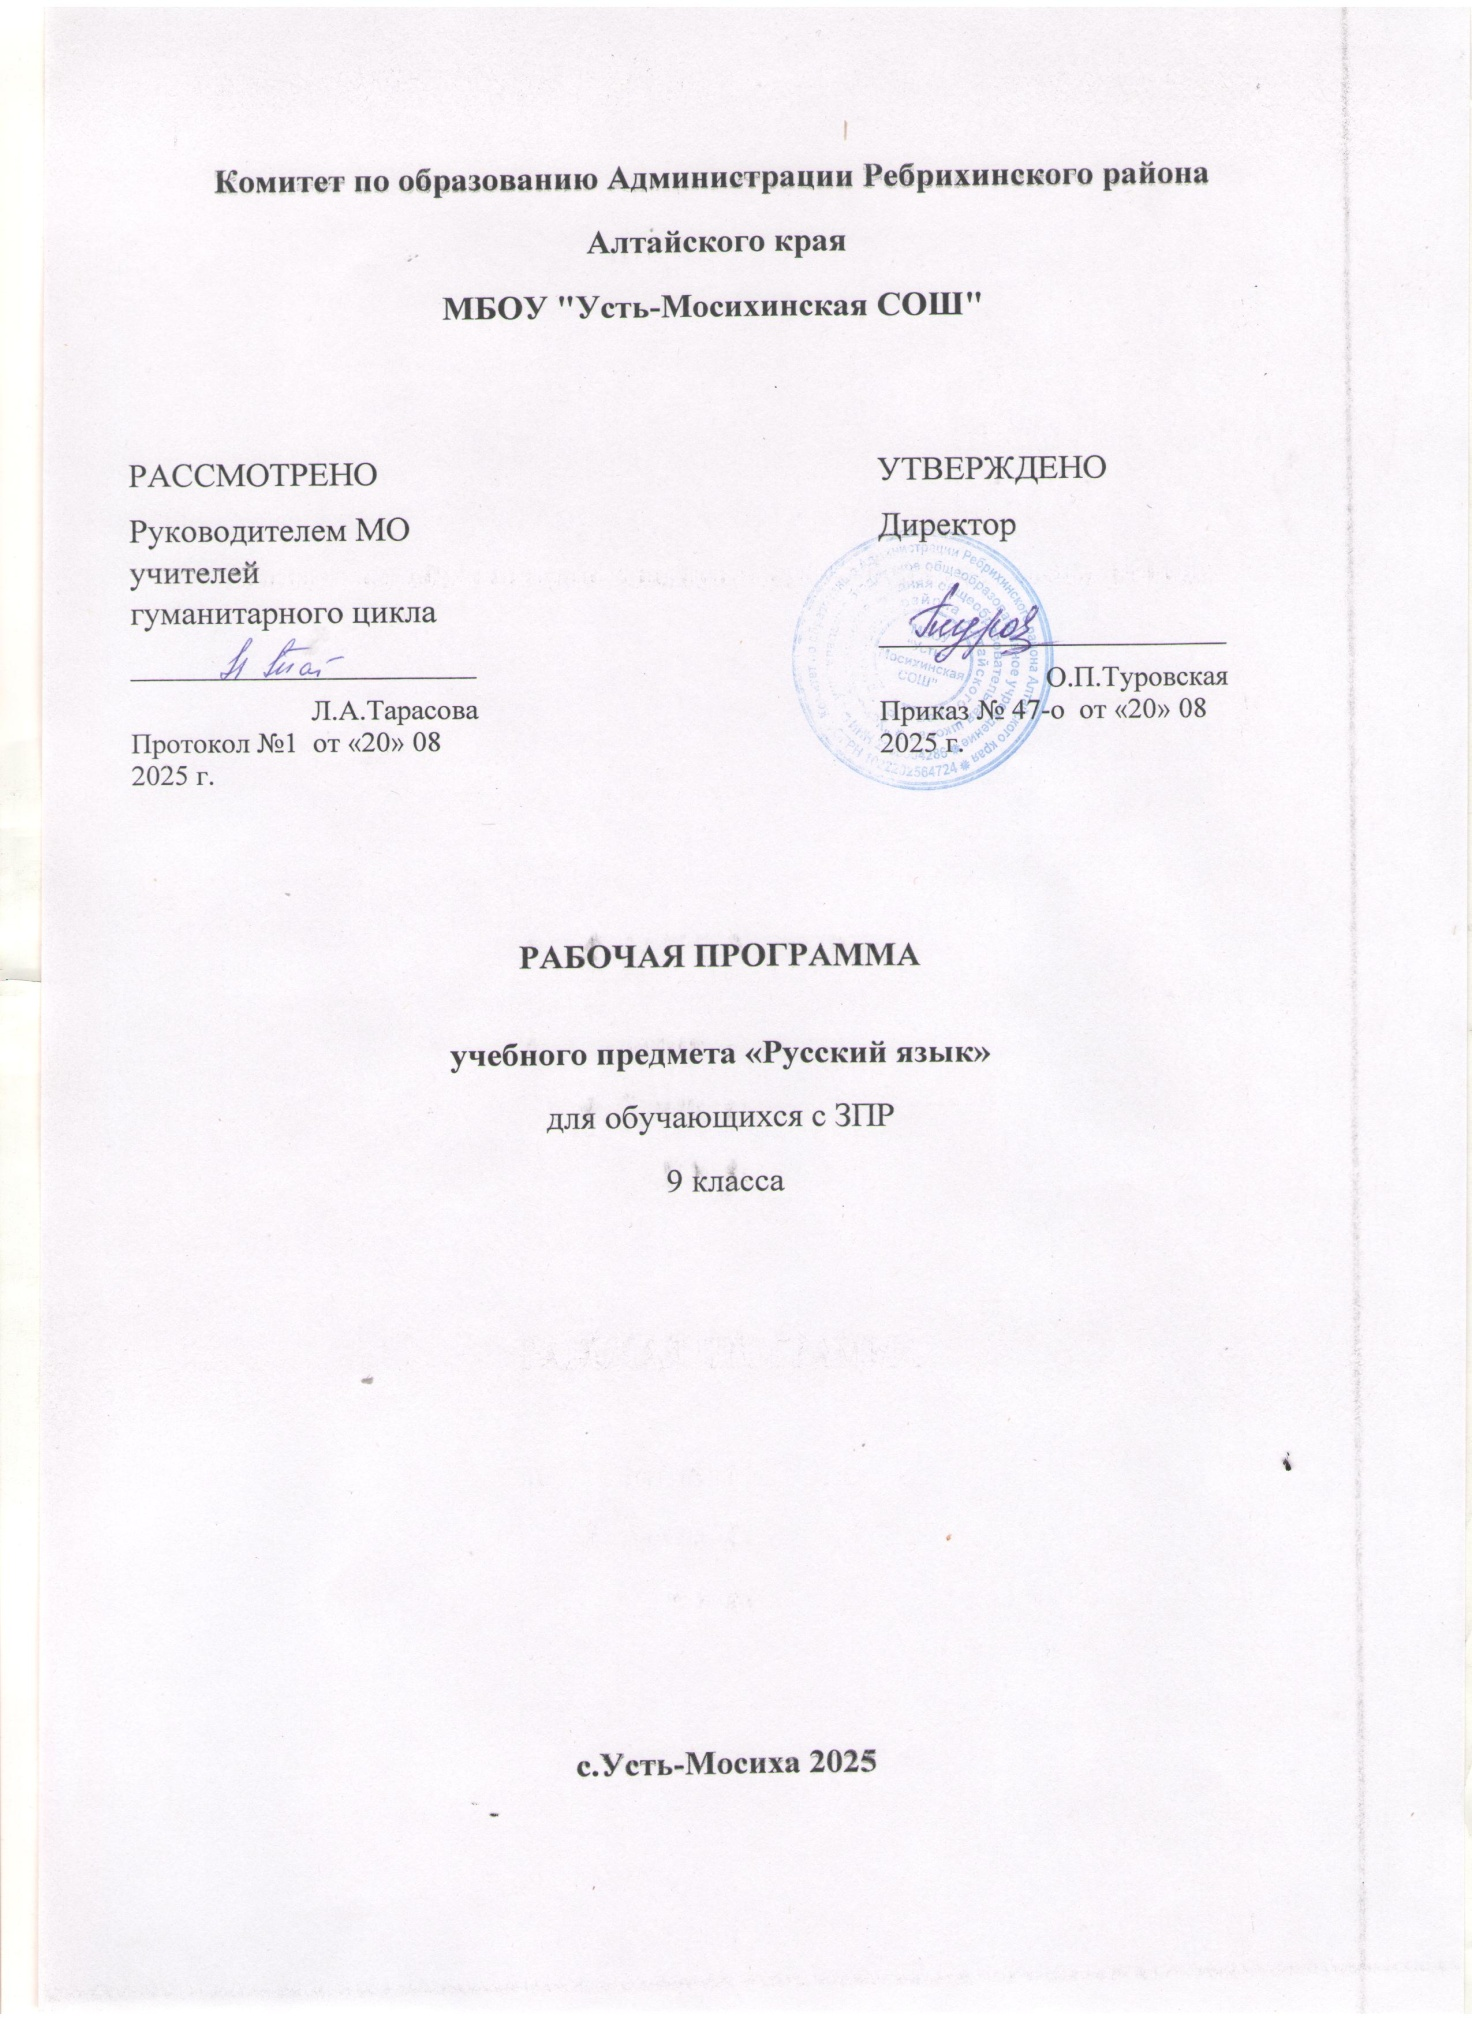 Комитет по образованию Администрации Ребрихинского района
Алтайского края
МБОУ "Усть-Мосихинская СОШ"
РАССМОТРЕНО
Руководителем МО
учителей
гуманитарного цикла
Л.А.Тарасова
Протокол №1 от «20» 08
2025 г.
УТВЕРЖДЕНО
Директор
О.П.Туровская
Приказ № 47-о от «20» 08
2025 г.
Мосихинская
СОШ"
РАБОЧАЯ ПРОГРАММА
учебного предмета «Русский язык»
для обучающихся с ЗПР
9 класса
с.Усть-Мосиха 2025